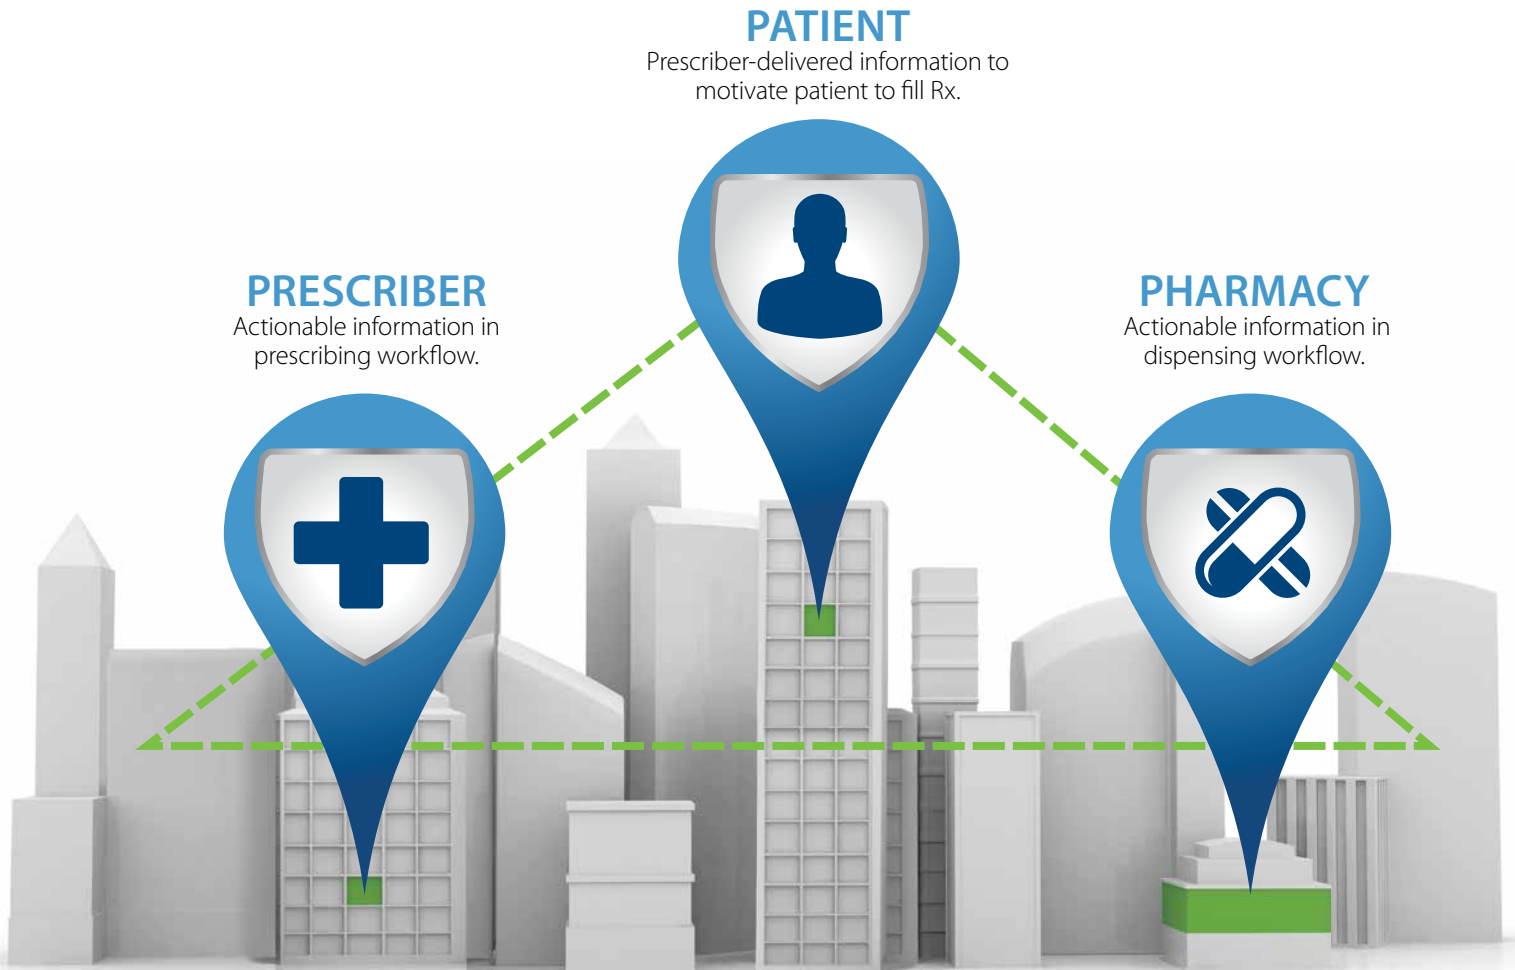 PATIENT
Prescriber-delivered information to
motivate patient to fill Rx.
PRESCRIBER
Actionable information in
prescribing workflow.
PHARMACY
Actionable information in
dispensing workflow.